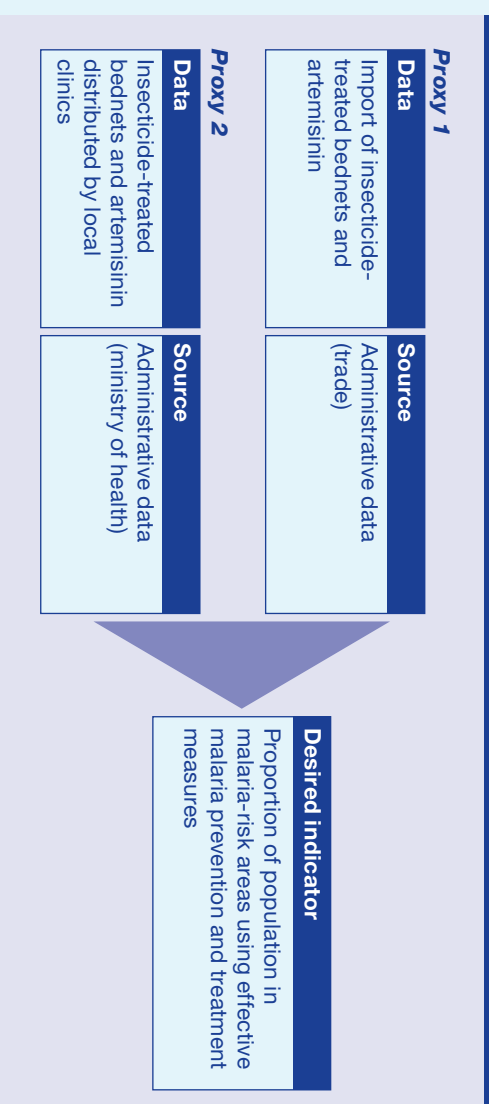 Proxy 1
Data
Import of insecticide-
treated bednets and
artemisinin
Source
Administrative data
(trade)
Proxy 2
Data
Insecticide-treated
bednets and artemisinin
distributed by local
clinics
Source
Administrative data
(ministry of health)
Desired indicator
Proportion of population in
malaria-risk areas using effective
malaria prevention and treatment
measures